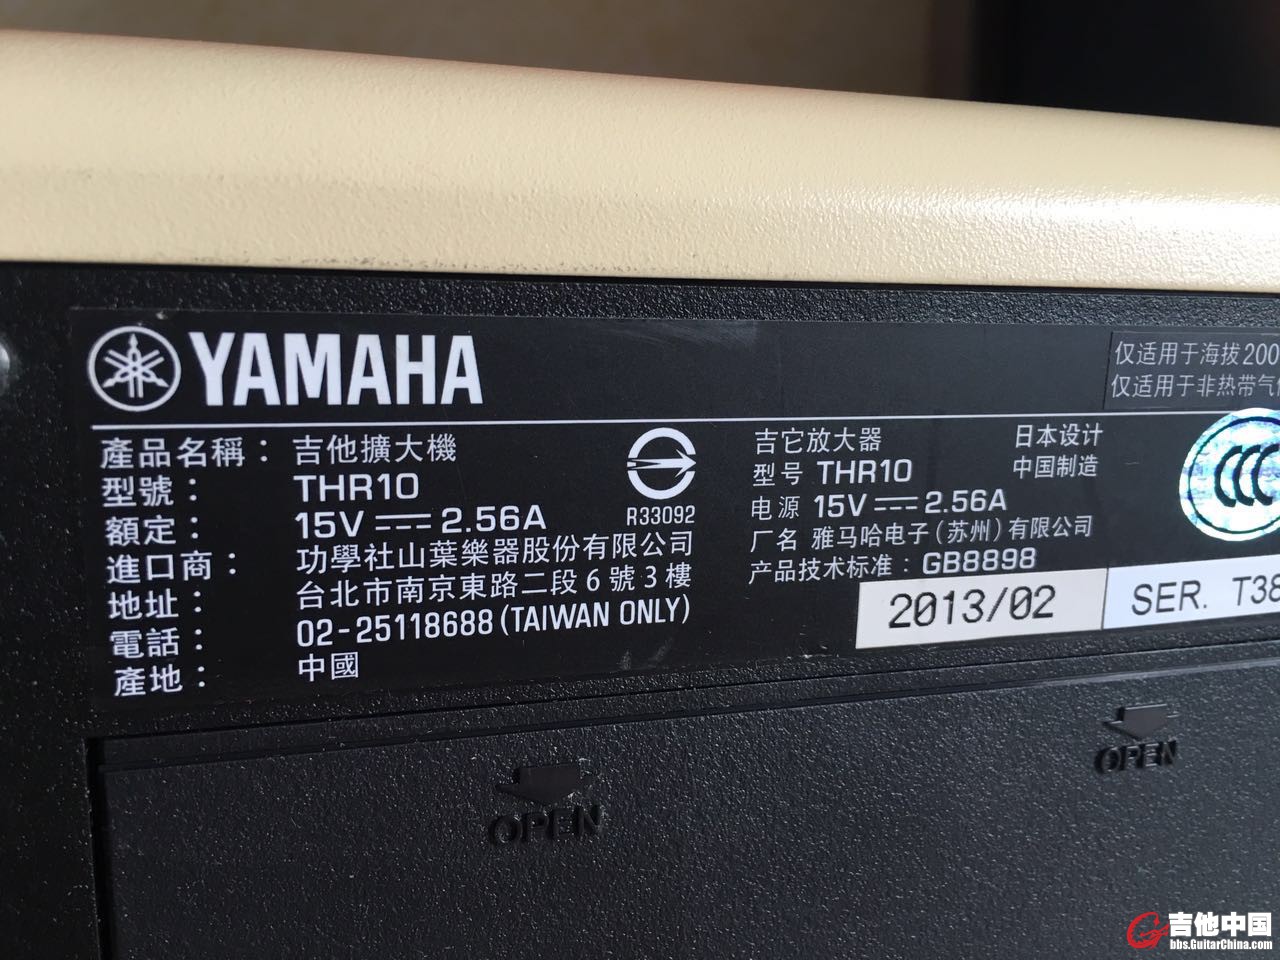 YAMAHA
仅适用于海拔200
仅适用于非热带气
產品名稱： 吉他擴大機
型號： THR10
額定： 15V 2.56A
進口商： 功學社山葉樂器股份有限公司
地址： 台北市南京東路二段6號3樓
電話： 02-25118688 (TAIWAN ONLY)
產地： 中國
R33092
吉它放大器
型号 THR10
电源 15V 2.56A
厂名 雅马哈电子(苏州)有限公司
产品技术标准：GB8898
日本设计
中国制造
CCC
2013/02
SER. T38
OPEN
OPEN
吉他中国
bbs.GuitarChina.com